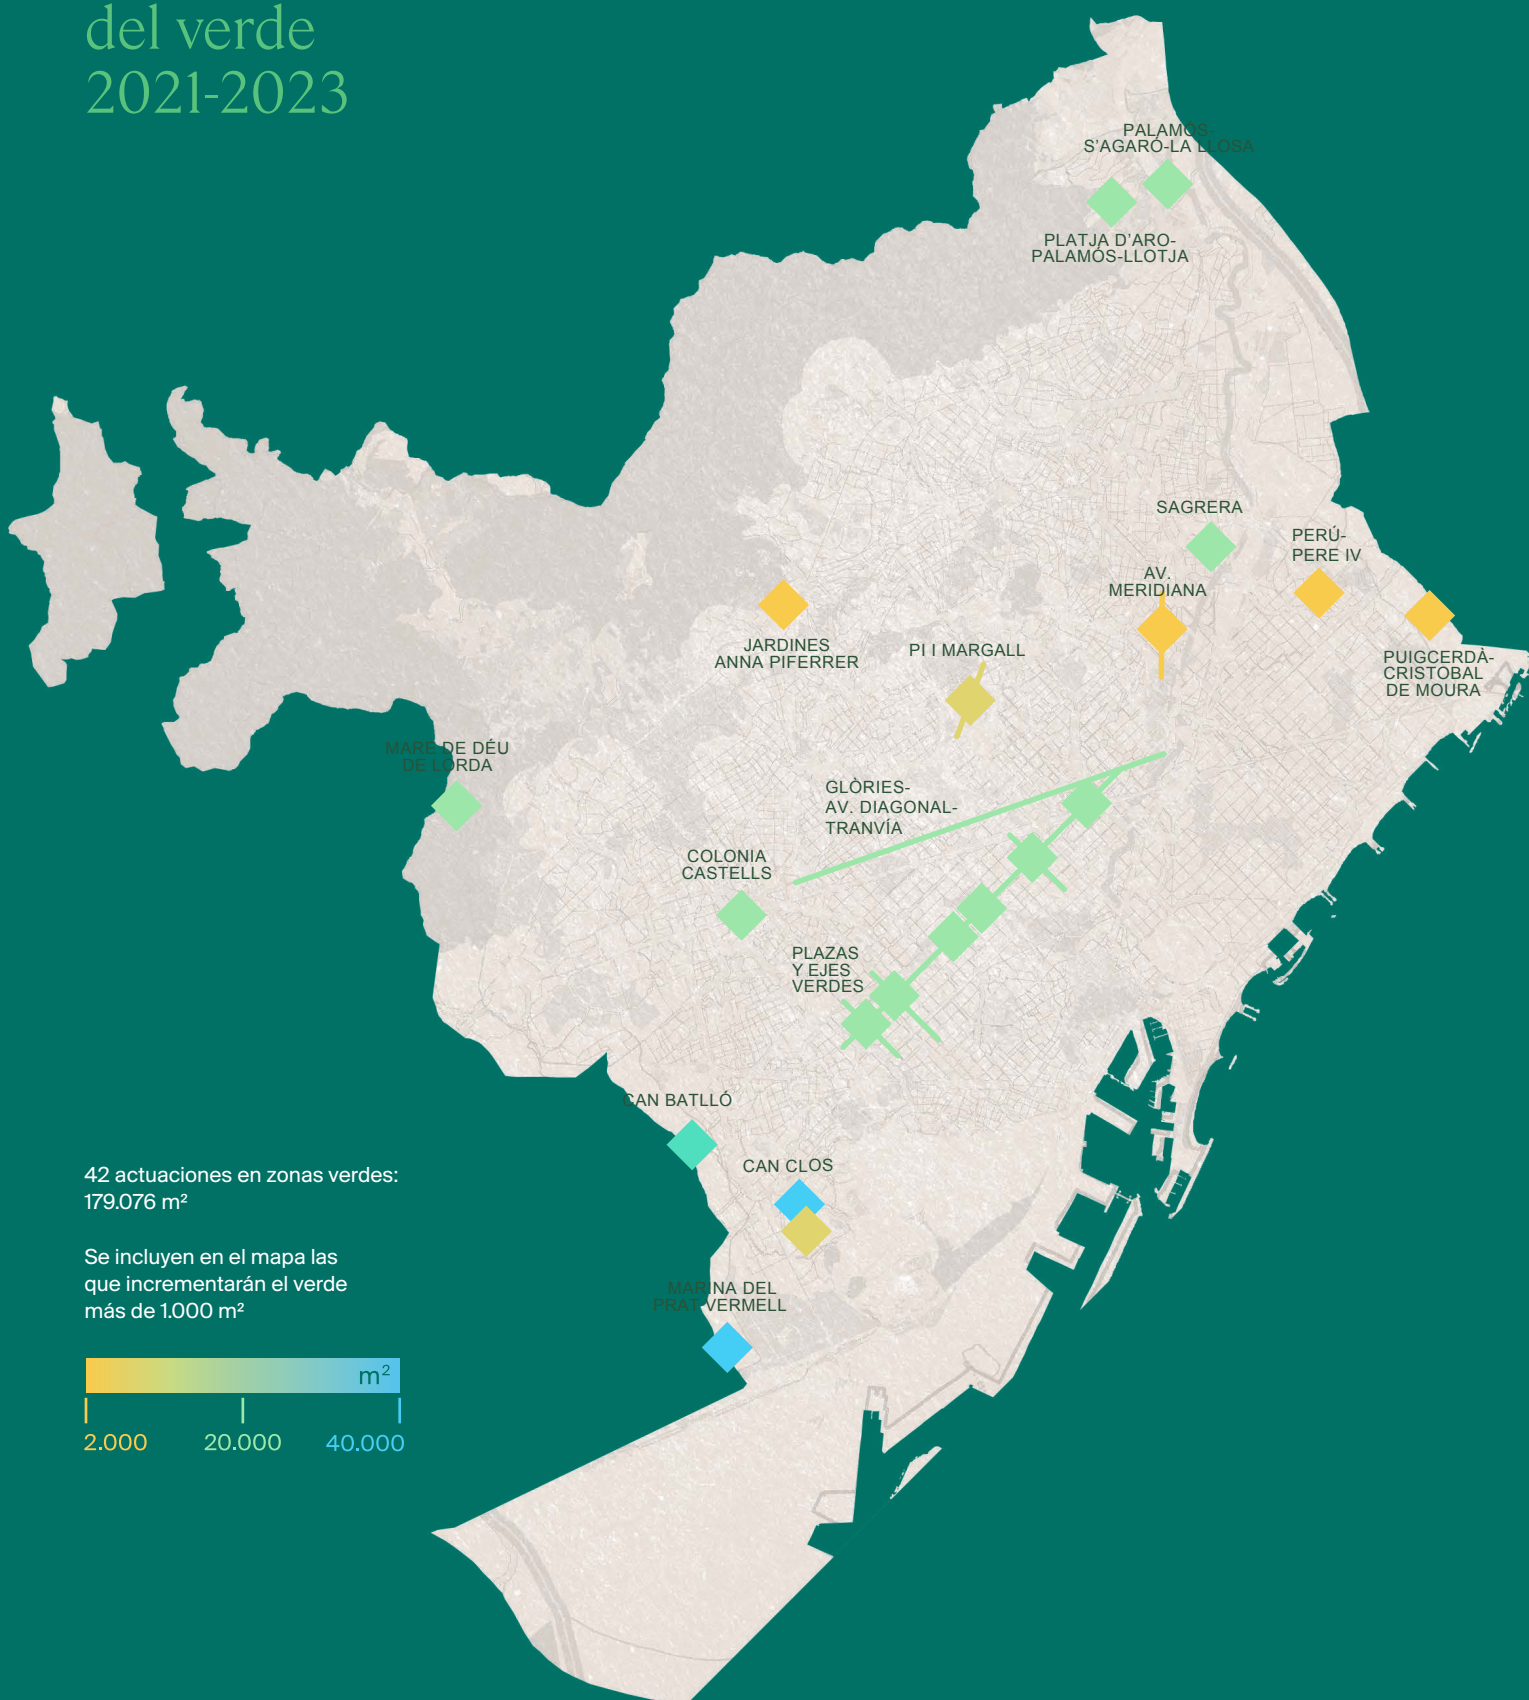 del verde
2021-2023
PALAMÓS-
S'AGARÓ-LA LLOSA
PLATJA D'ARO-
PALAMÓS-LLOTJA
SAGRERA
PERÚ-
PERE IV
AV.
MERIDIANA
JARDINES
ANNA PIFERRER
PI I MARGALL
PUIGCERDÀ-
CRISTOBAL
DE MOURA
MARE DE DÉU
DE LORDA
GLÒRIES-
AV. DIAGONAL-
TRANVÍA
COLONIA
CASTELLS
PLAZAS
Y EJES
VERDES
CAN BATLLÓ
CAN CLOS
MARINA DEL
PRAT VERMELL
42 actuaciones en zonas verdes:
179.076 m²
Se incluyen en el mapa las
que incrementarán el verde
más de 1.000 m²
m²
2.000 20.000 40.000